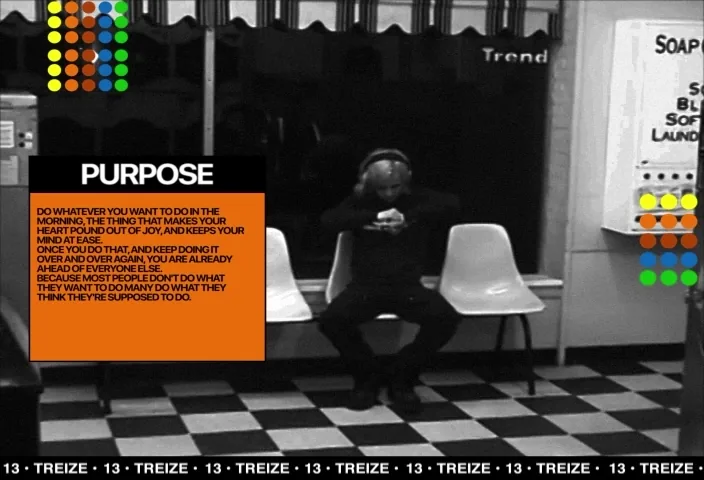 Trend
SOAP
BL
SOF
LAUND
PURPOSE
DO WHATEVER YOU WANT TO DO IN THE
MORNING, THE THING THAT MAKES YOUR
HEART POUND OUT OF JOY, AND KEEPS YOUR
MIND AT EASE.
ONCE YOU DO THAT, AND KEEP DOING IT
OVER AND OVER AGAIN, YOU ARE ALREADY
AHEAD OF EVERYONE ELSE.
BECAUSE MOST PEOPLE DON'T DO WHAT
THEY WANT TO DO MANY DO WHAT THEY
THINK THEY'RE SUPPOSED TO DO.
13 • TREIZE • 13 • TREIZE • 13 • TREIZE • 13 • TREIZE • 13 • TREIZE • 13 • TREIZE • 13 • TREIZE •